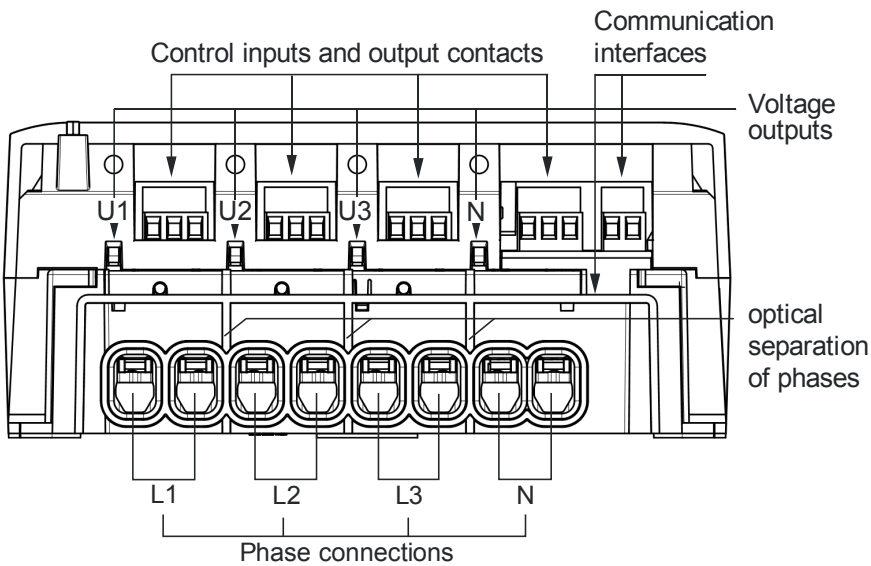 Communication
interfaces
Control inputs and output contacts
Voltage
outputs
U1 U2 U3 N
optical
separation
of phases
L1 L2 L3 N
Phase connections